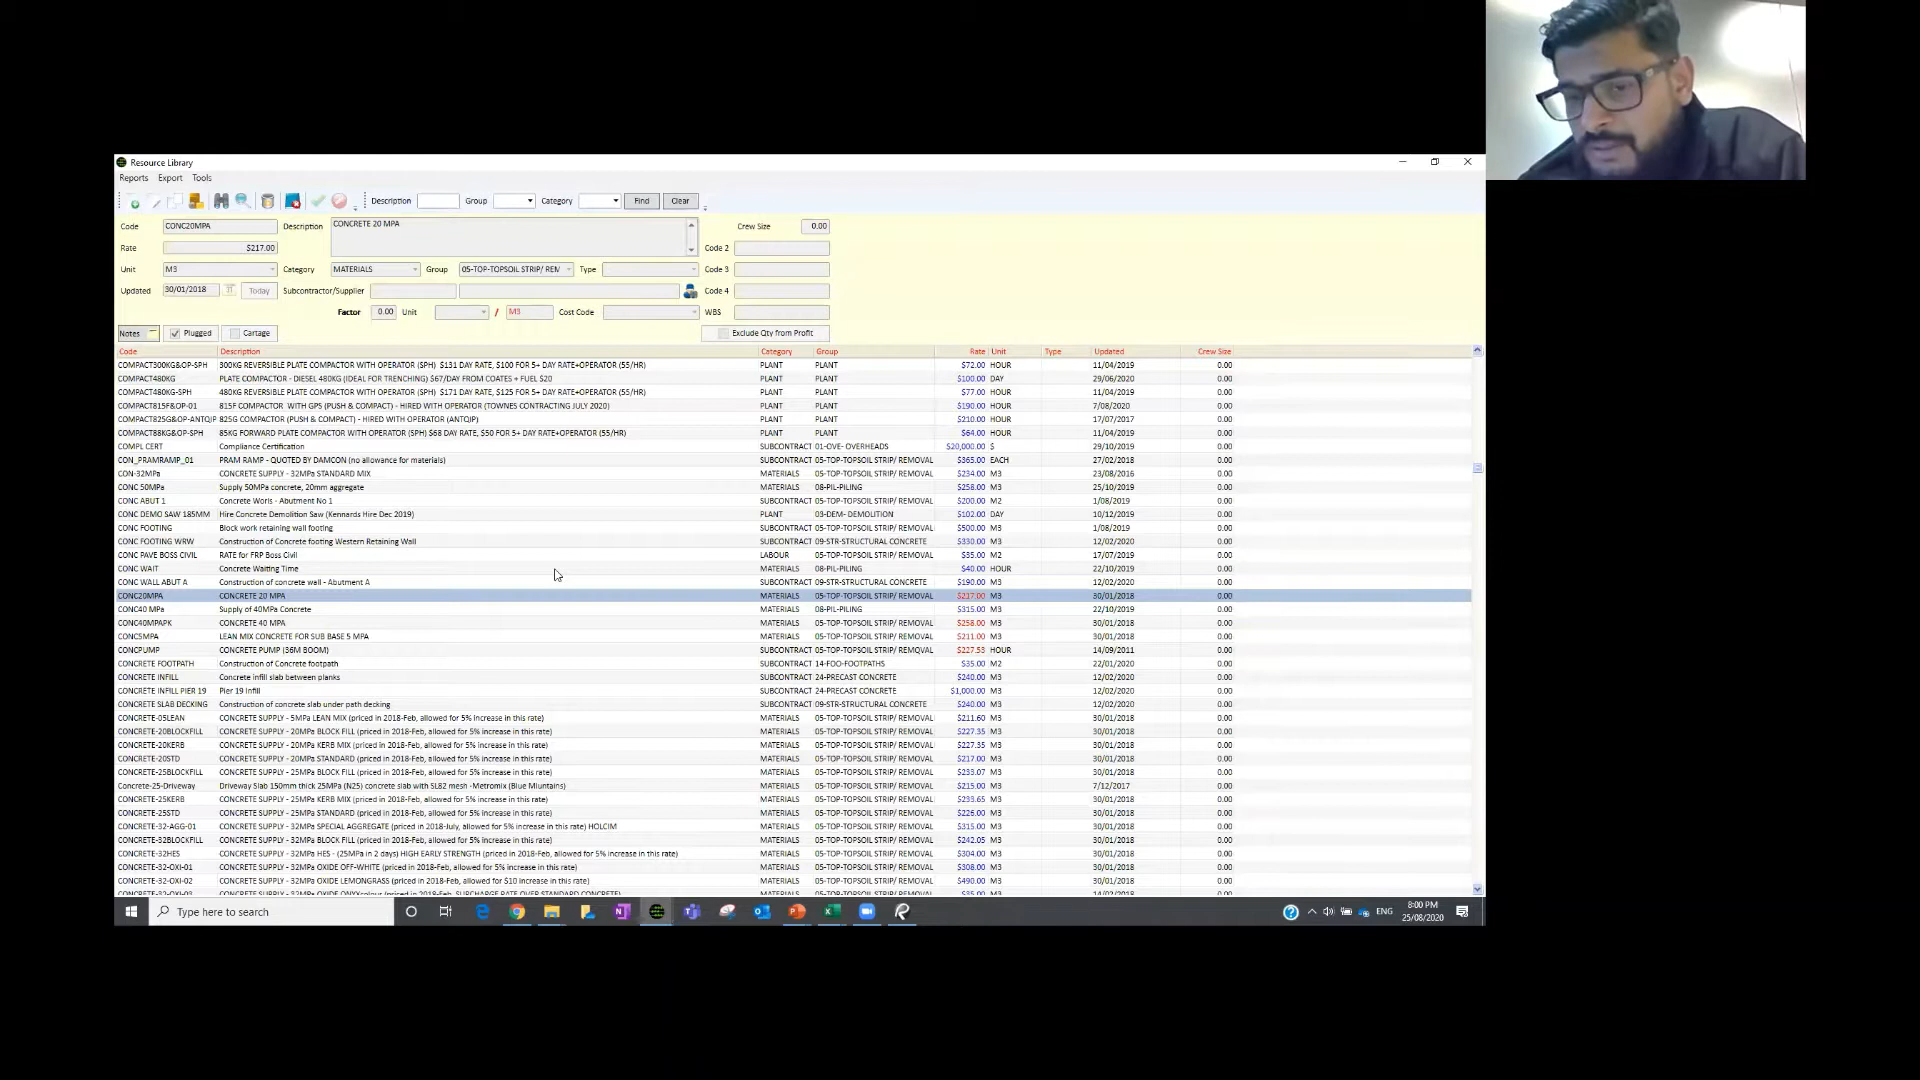 Resource Library
Reports Export Tools
Description Group Category Find Clear
Code CONC20MPA Description CONCRETE 20 MPA Crew Size 0.00
Rate $217.00 Code 2
Unit M3 Category MATERIALS Group 05-TOP-TOPSOIL STRIP/ REM Type Code 3
Updated 30/01/2018 Today Subcontractor/Supplier Code 4
Factor 0.00 Unit / M3 Cost Code WBS
Notes Plugged Cartage Exclude Qty from Profit
Code Description Category Group Rate Unit Type Updated Crew Size
COMPACT300KG&OP-SPH 300KG REVERSIBLE PLATE COMPACTOR WITH OPERATOR (SPH) $131 DAY RATE, $100 FOR 5+ DAY RATE+OPERATOR (55/HR) PLANT PLANT $72.00 HOUR 11/04/2019 0.00
COMPACT480KG PLATE COMPACTOR - DIESEL 480KG (IDEAL FOR TRENCHING) $67/DAY FROM COATES + FUEL $20 PLANT PLANT $100.00 DAY 29/06/2020 0.00
COMPACT480KG-SPH 480KG REVERSIBLE PLATE COMPACTOR WITH OPERATOR (SPH) $171 DAY RATE, $125 FOR 5+ DAY RATE+OPERATOR (55/HR) PLANT PLANT $77.00 HOUR 11/04/2019 0.00
COMPACT815F&OP-01 815F COMPACTOR WITH GPS (PUSH & COMPACT) - HIRED WITH OPERATOR (TOWNES CONTRACTING JULY 2020) PLANT PLANT $190.00 HOUR 7/08/2020 0.00
COMPACT825G&OP-ANTQIP 825G COMPACTOR (PUSH & COMPACT) - HIRED WITH OPERATOR (ANTQIP) PLANT PLANT $210.00 HOUR 17/07/2017 0.00
COMPACT88KG&OP-SPH 85KG FORWARD PLATE COMPACTOR WITH OPERATOR (SPH) $68 DAY RATE, $50 FOR 5+ DAY RATE+OPERATOR (55/HR) PLANT PLANT $64.00 HOUR 11/04/2019 0.00
COMPL CERT Compliance Certification SUBCONTRACT 01-OVE- OVERHEADS $20,000.00 $ 29/10/2019 0.00
CON_PRAMRAMP_01 PRAM RAMP - QUOTED BY DAMCON (no allowance for materials) SUBCONTRACT 05-TOP-TOPSOIL STRIP/ REMOVAL $365.00 EACH 27/02/2018 0.00
CON-32MPa CONCRETE SUPPLY - 32MPa STANDARD MIX MATERIALS 05-TOP-TOPSOIL STRIP/ REMOVAL $234.00 M3 23/08/2016 0.00
CONC 50MPa Supply 50MPa concrete, 20mm aggregate MATERIALS 08-PIL-PILING $258.00 M3 25/10/2019 0.00
CONC ABUT 1 Concrete Woris - Abutment No 1 SUBCONTRACT 05-TOP-TOPSOIL STRIP/ REMOVAL $200.00 M2 1/08/2019 0.00
CONC DEMO SAW 185MM Hire Concrete Demolition Saw (Kennards Hire Dec 2019) PLANT 03-DEM- DEMOLITION $102.00 DAY 10/12/2019 0.00
CONC FOOTING Block work retaining wall footing SUBCONTRACT 05-TOP-TOPSOIL STRIP/ REMOVAL $500.00 M3 1/08/2019 0.00
CONC FOOTING WRW Construction of Concrete footing Western Retaining Wall SUBCONTRACT 09-STR-STRUCTURAL CONCRETE $330.00 M3 12/02/2020 0.00
CONC PAVE BOSS CIVIL RATE for FRP Boss Civil LABOUR 05-TOP-TOPSOIL STRIP/ REMOVAL $35.00 M2 17/07/2019 0.00
CONC WAIT Concrete Waiting Time MATERIALS 08-PIL-PILING $40.00 HOUR 22/10/2019 0.00
CONC WALL ABUT A Construction of concrete wall - Abutment A SUBCONTRACT 09-STR-STRUCTURAL CONCRETE $190.00 M3 12/02/2020 0.00
CONC20MPA CONCRETE 20 MPA MATERIALS 05-TOP-TOPSOIL STRIP/ REMOVAL $217.00 M3 30/01/2018 0.00
CONC40 MPa Supply of 40MPa Concrete MATERIALS 08-PIL-PILING $315.00 M3 22/10/2019 0.00
CONC40MPAPK CONCRETE 40 MPA MATERIALS 05-TOP-TOPSOIL STRIP/ REMOVAL $258.00 M3 30/01/2018 0.00
CONC5MPA LEAN MIX CONCRETE FOR SUB BASE 5 MPA MATERIALS 05-TOP-TOPSOIL STRIP/ REMOVAL $211.00 M3 30/01/2018 0.00
CONCPUMP CONCRETE PUMP (36M BOOM) SUBCONTRACT 05-TOP-TOPSOIL STRIP/ REMOVAL $227.53 HOUR 14/09/2011 0.00
CONCRETE FOOTPATH Construction of Concrete footpath SUBCONTRACT 14-FOO-FOOTPATHS $35.00 M2 22/01/2020 0.00
CONCRETE INFILL Concrete infill slab between planks SUBCONTRACT 24-PRECAST CONCRETE $240.00 M3 12/02/2020 0.00
CONCRETE INFILL PIER 19 Pier 19 Infill SUBCONTRACT 24-PRECAST CONCRETE $1,000.00 M3 12/02/2020 0.00
CONCRETE SLAB DECKING Construction of concrete slab under path decking SUBCONTRACT 09-STR-STRUCTURAL CONCRETE $240.00 M3 12/02/2020 0.00
CONCRETE-05LEAN CONCRETE SUPPLY - 5MPa LEAN MIX (priced in 2018-Feb, allowed for 5% increase in this rate) MATERIALS 05-TOP-TOPSOIL STRIP/ REMOVAL $211.60 M3 30/01/2018 0.00
CONCRETE-20BLOCKFILL CONCRETE SUPPLY - 20MPa BLOCK FILL (priced in 2018-Feb, allowed for 5% increase in this rate) MATERIALS 05-TOP-TOPSOIL STRIP/ REMOVAL $227.35 M3 30/01/2018 0.00
CONCRETE-20KERB CONCRETE SUPPLY - 20MPa KERB MIX (priced in 2018-Feb, allowed for 5% increase in this rate) MATERIALS 05-TOP-TOPSOIL STRIP/ REMOVAL $227.35 M3 30/01/2018 0.00
CONCRETE-20STD CONCRETE SUPPLY - 20MPa STANDARD (priced in 2018-Feb, allowed for 5% increase in this rate) MATERIALS 05-TOP-TOPSOIL STRIP/ REMOVAL $217.00 M3 30/01/2018 0.00
CONCRETE-25BLOCKFILL CONCRETE SUPPLY - 25MPa BLOCK FILL (priced in 2018-Feb, allowed for 5% increase in this rate) MATERIALS 05-TOP-TOPSOIL STRIP/ REMOVAL $233.07 M3 30/01/2018 0.00
Concrete-25-Driveway Driveway Slab 150mm thick 25MPa (N25) concrete slab with SL82 mesh -Metromix (Blue Miuntains) MATERIALS 05-TOP-TOPSOIL STRIP/ REMOVAL $215.00 M3 7/12/2017 0.00
CONCRETE-25KERB CONCRETE SUPPLY - 25MPa KERB MIX (priced in 2018-Feb, allowed for 5% increase in this rate) MATERIALS 05-TOP-TOPSOIL STRIP/ REMOVAL $233.65 M3 30/01/2018 0.00
CONCRETE-25STD CONCRETE SUPPLY - 25MPa STANDARD (priced in 2018-Feb, allowed for 5% increase in this rate) MATERIALS 05-TOP-TOPSOIL STRIP/ REMOVAL $226.00 M3 30/01/2018 0.00
CONCRETE-32-AGG-01 CONCRETE SUPPLY - 32MPa SPECIAL AGGREGATE (priced in 2018-July, allowed for 5% increase in this rate) HOLCIM MATERIALS 05-TOP-TOPSOIL STRIP/ REMOVAL $315.00 M3 30/01/2018 0.00
CONCRETE-32BLOCKFILL CONCRETE SUPPLY - 32MPa BLOCK FILL (priced in 2018-Feb, allowed for 5% increase in this rate) MATERIALS 05-TOP-TOPSOIL STRIP/ REMOVAL $242.05 M3 30/01/2018 0.00
CONCRETE-32HES CONCRETE SUPPLY - 32MPa HES - (25MPa in 2 days) HIGH EARLY STRENGTH (priced in 2018-Feb, allowed for 5% increase in this rate) MATERIALS 05-TOP-TOPSOIL STRIP/ REMOVAL $304.00 M3 30/01/2018 0.00
CONCRETE-32-OXI-01 CONCRETE SUPPLY - 32MPa OXIDE OFF-WHITE (priced in 2018-Feb, allowed for 5% increase in this rate) MATERIALS 05-TOP-TOPSOIL STRIP/ REMOVAL $308.00 M3 30/01/2018 0.00
CONCRETE-32-OXI-02 CONCRETE SUPPLY - 32MPa OXIDE LEMONGRASS (priced in 2018-Feb, allowed for $10 increase in this rate) MATERIALS 05-TOP-TOPSOIL STRIP/ REMOVAL $490.00 M3 30/01/2018 0.00
Type here to search ENG 8:00 PM
25/08/2020